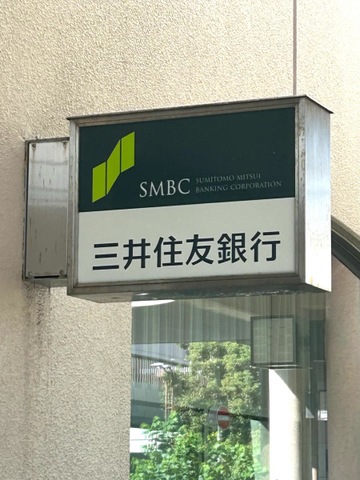 SMBC
SUMITOMO MITSUI
BANKING CORPORATION
三井住友銀行